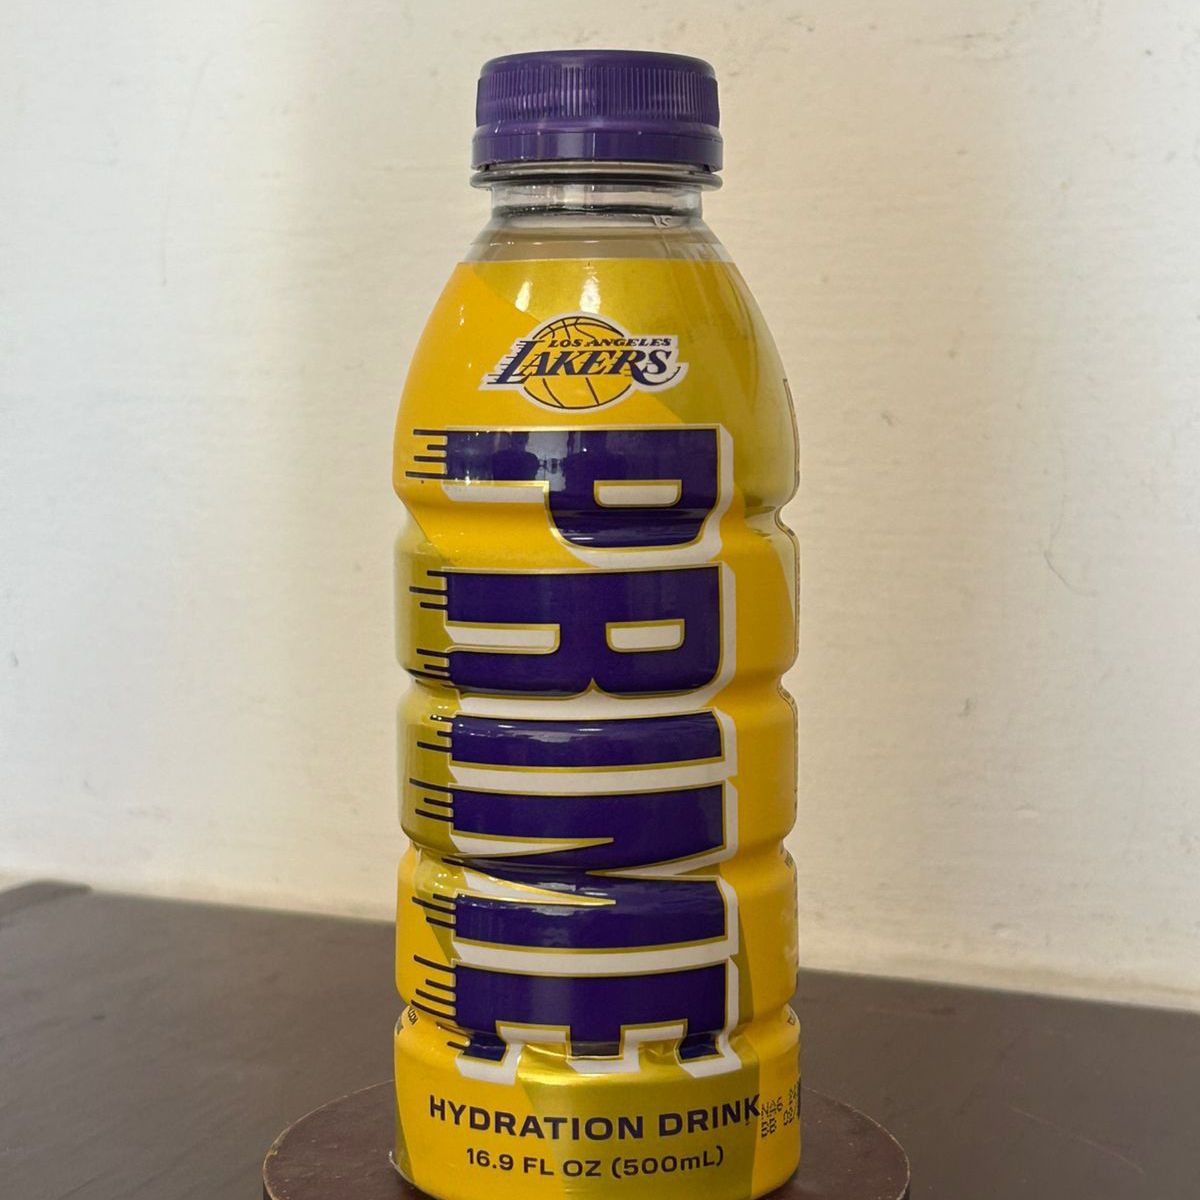 LOS ANGELES
LAKERS
PRIME
HYDRATION DRINK
16.9 FL OZ (500mL)